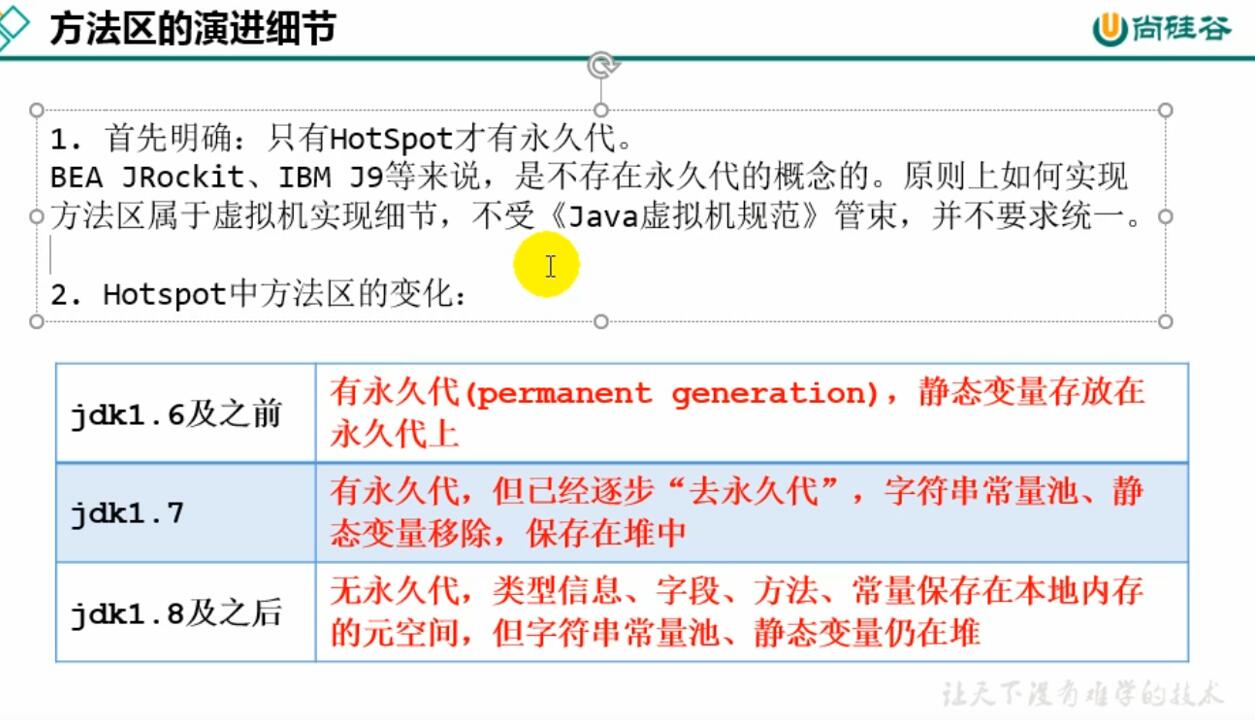 方法区的演进细节
尚硅谷
1. 首先明确：只有HotSpot才有永久代。
BEA JRockit、IBM J9等来说，是不存在永久代的概念的。原则上如何实现
方法区属于虚拟机实现细节，不受《Java虚拟机规范》管束，并不要求统一。
2. Hotspot中方法区的变化：
jdk1.6及之前
有永久代(permanent generation)，静态变量存放在
永久代上
jdk1.7
有永久代，但已经逐步“去永久代”，字符串常量池、静
态变量移除，保存在堆中
jdk1.8及之后
无永久代，类型信息、字段、方法、常量保存在本地内存
的元空间，但字符串常量池、静态变量仍在堆
让天下没有难学的技术